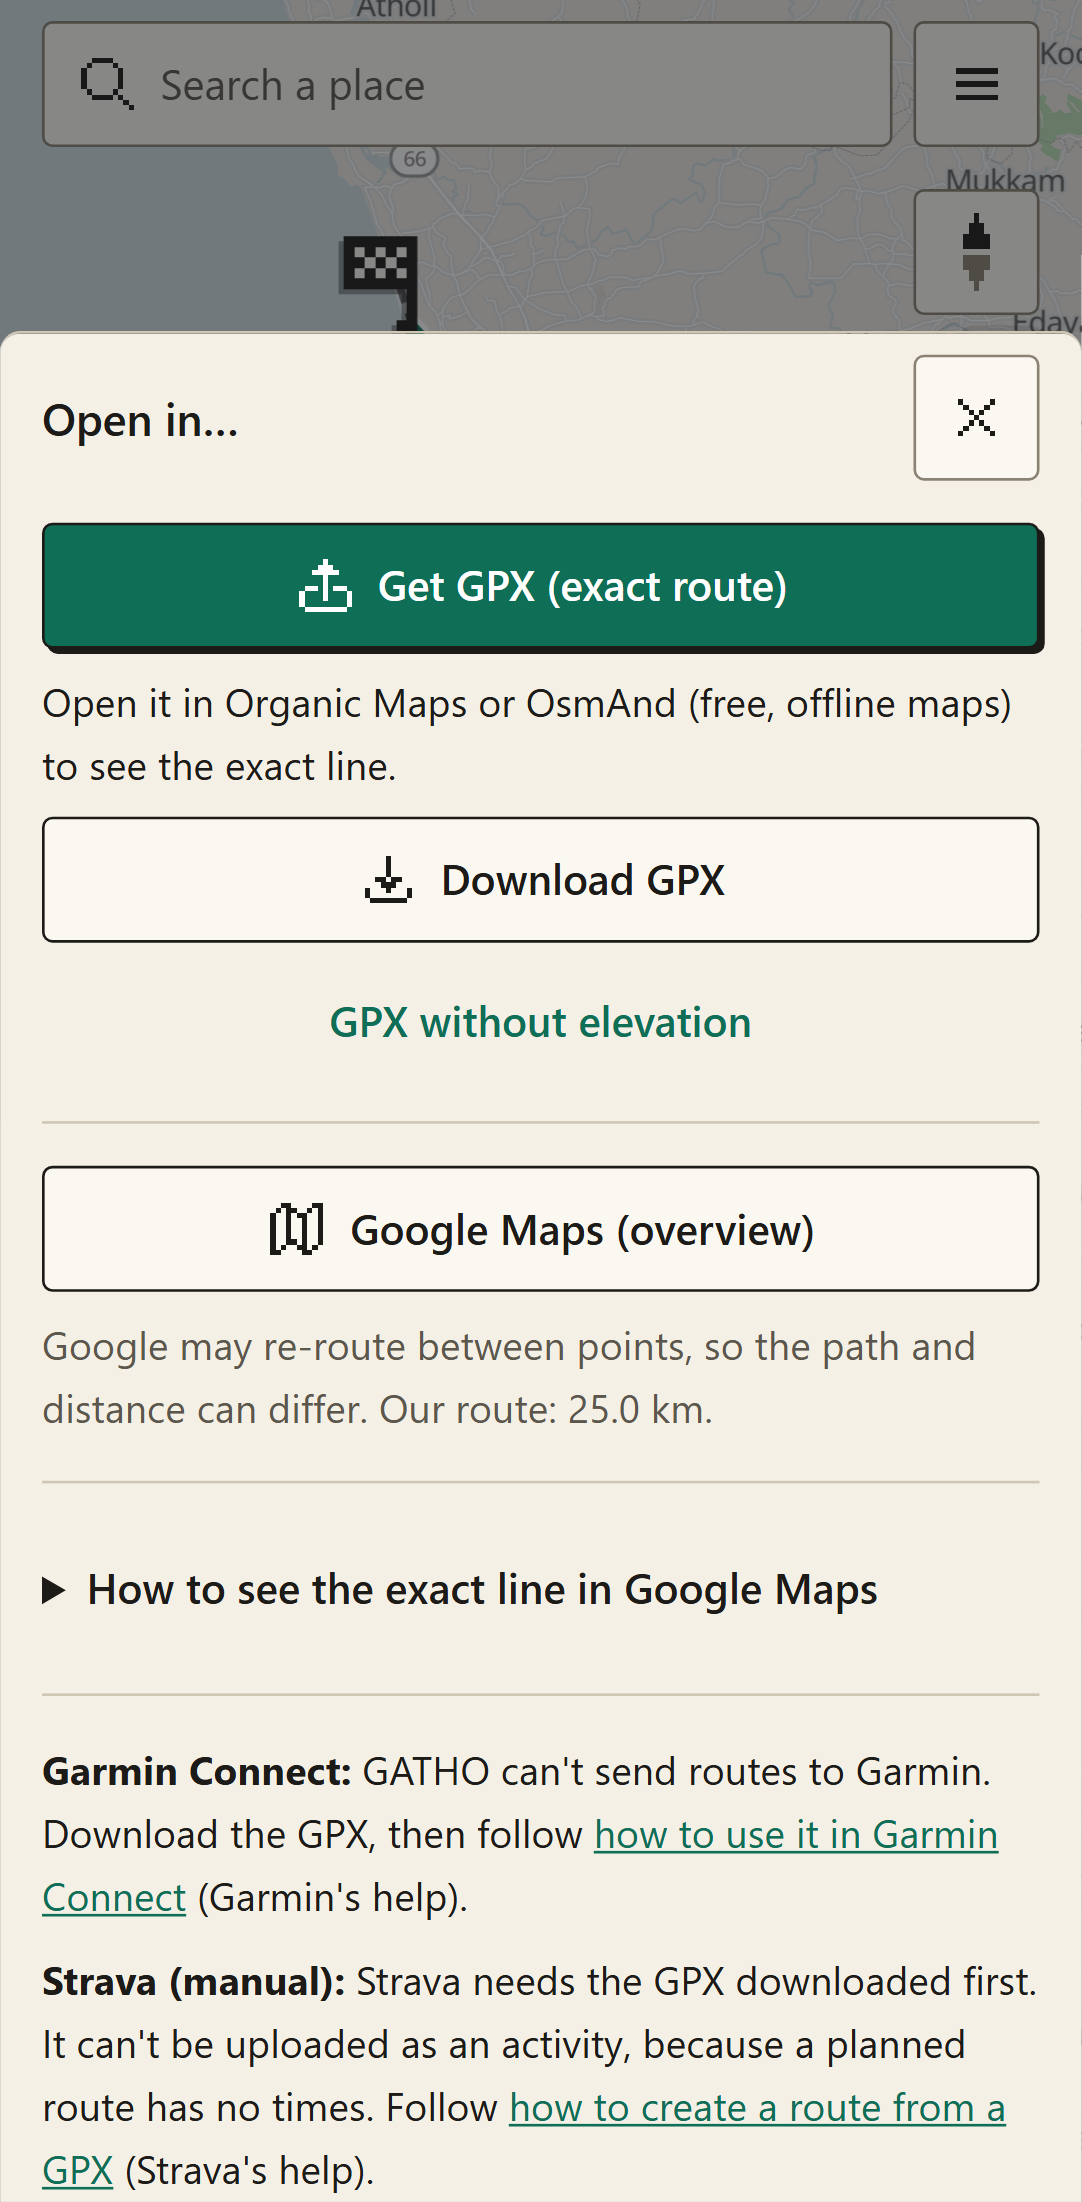 Atholi
Search a place
Koc
66
Mukkam
Edav
Open in...
Get GPX (exact route)
Open it in Organic Maps or OsmAnd (free, offline maps)
to see the exact line.
Download GPX
GPX without elevation
Google Maps (overview)
Google may re-route between points, so the path and
distance can differ. Our route: 25.0 km.
How to see the exact line in Google Maps
Garmin Connect: GATHO can't send routes to Garmin.
Download the GPX, then follow how to use it in Garmin
Connect (Garmin's help).
Strava (manual): Strava needs the GPX downloaded first.
It can't be uploaded as an activity, because a planned
route has no times. Follow how to create a route from a
GPX (Strava's help).